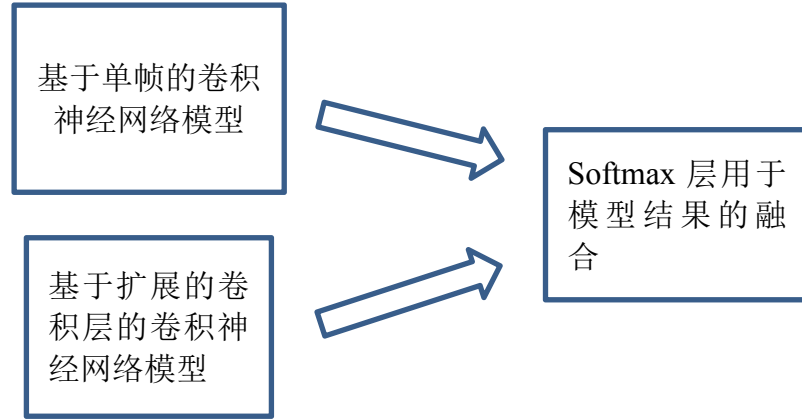 基于单帧的卷积
神经网络模型
基于扩展的卷
积层的卷积神
经网络模型
Softmax 层用于
模型结果的融
合